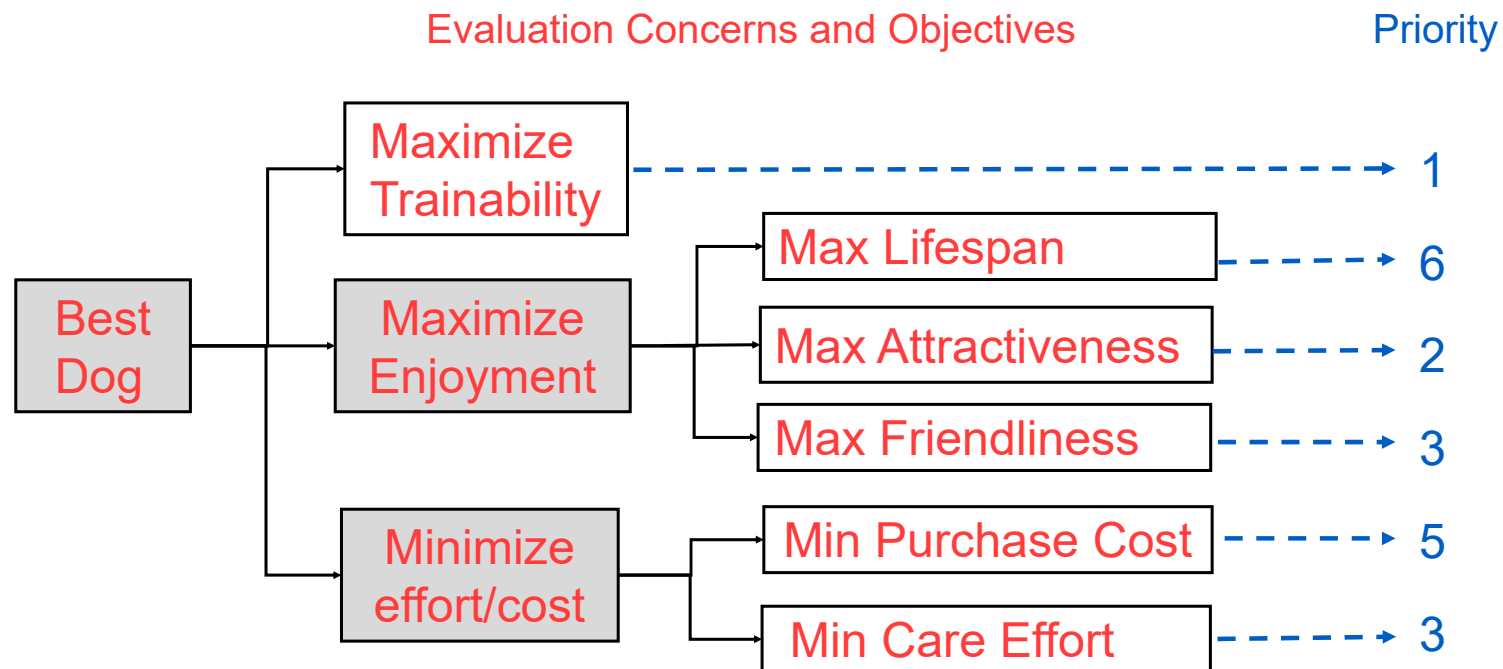 Evaluation Concerns and Objectives
Priority
Maximize
Trainability
1
Max Lifespan
6
Best
Dog
Maximize
Enjoyment
Max Attractiveness
2
Max Friendliness
3
Minimize
effort/cost
Min Purchase Cost
5
Min Care Effort
3